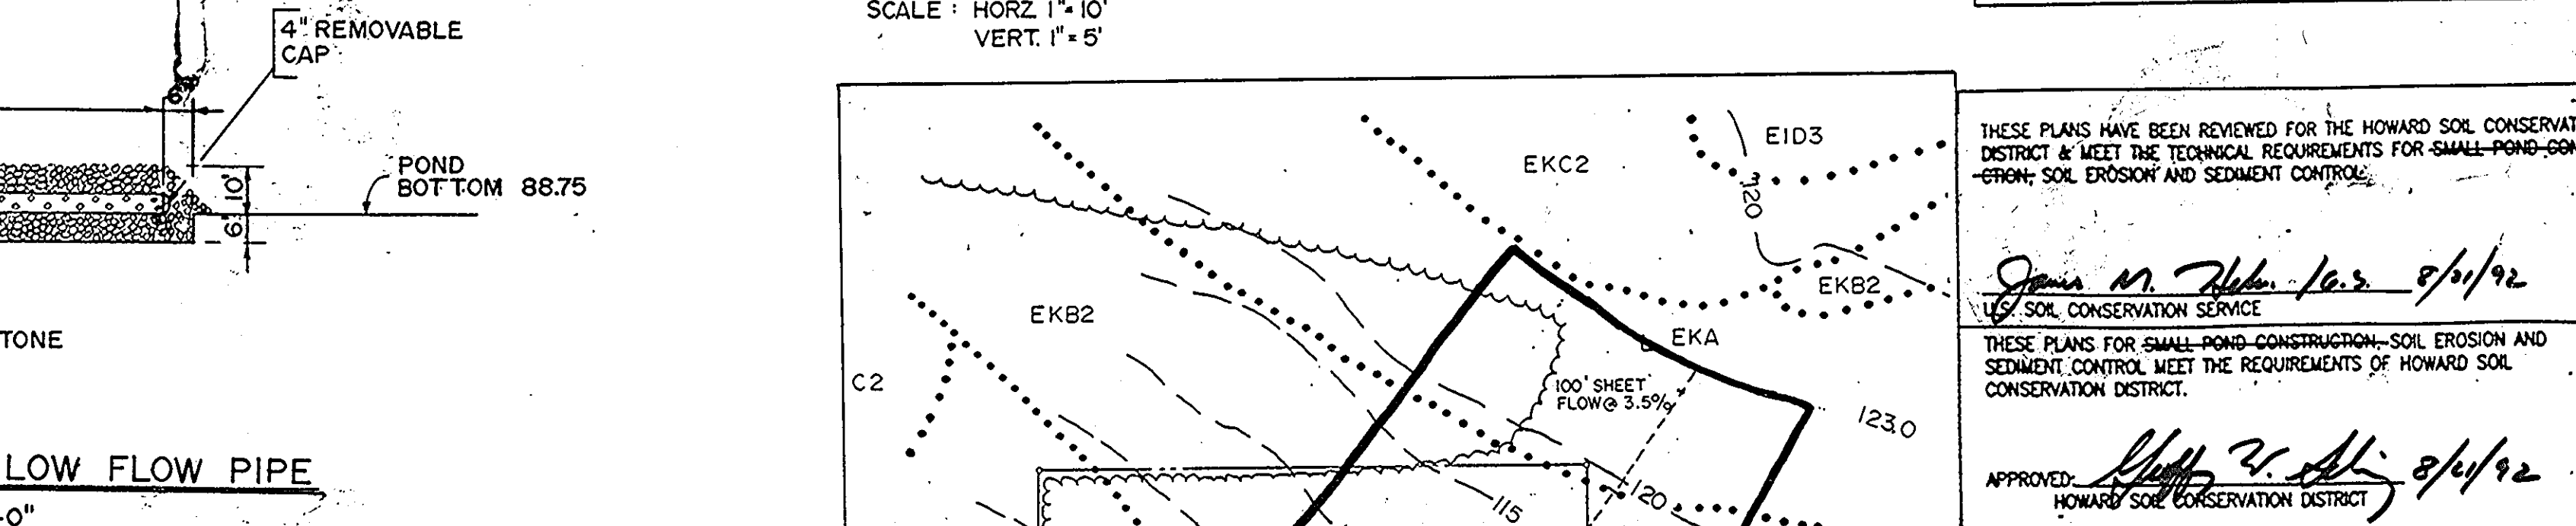 SCALE : HORZ 1"= 10'
VERT. 1"= 5'
4" REMOVABLE
CAP
6"
POND
BOTTOM 88.75
10'
6"
TONE
LOW FLOW PIPE
-0"
E1D3
EKC2
120
EKB2
EKB2
EKA
C2
100' SHEET
FLOW@ 3.5%
123.0
120
115
THESE PLANS HAVE BEEN REVIEWED FOR THE HOWARD SOIL CONSERVAT
DISTRICT & MEET THE TECHNICAL REQUIREMENTS FOR SMALL POND CON
CTION, SOIL EROSION AND SEDIMENT CONTROL.
James M. 8/21/92
U.S. SOIL CONSERVATION SERVICE
THESE PLANS FOR SMALL POND CONSTRUCTION, SOIL EROSION AND
SEDIMENT CONTROL MEET THE REQUIREMENTS OF HOWARD SOIL
CONSERVATION DISTRICT.
APPROVED: 8/21/92
HOWARD SOIL CONSERVATION DISTRICT